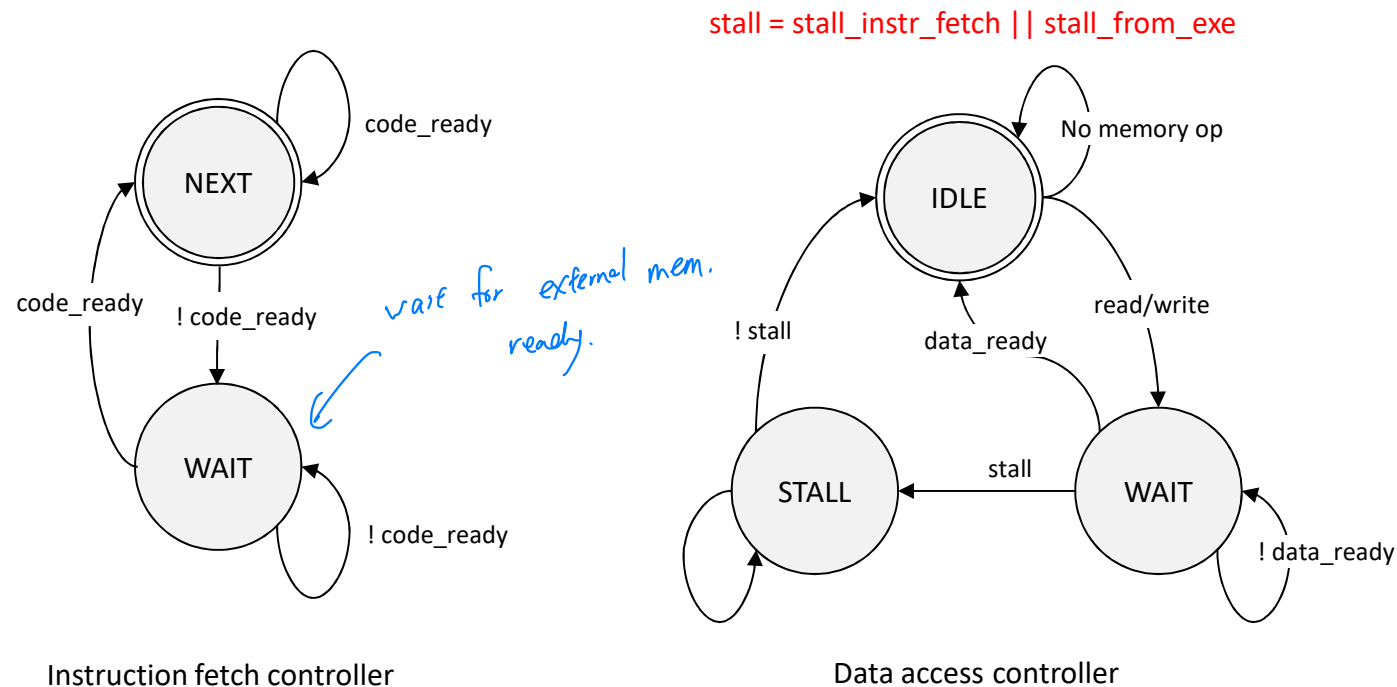 stall = stall_instr_fetch || stall_from_exe
code_ready
NEXT
code_ready
! code_ready
wait for external mem.
ready.
WAIT
! code_ready
Instruction fetch controller
No memory op
IDLE
read/write
! stall
data_ready
STALL
stall
WAIT
! data_ready
Data access controller